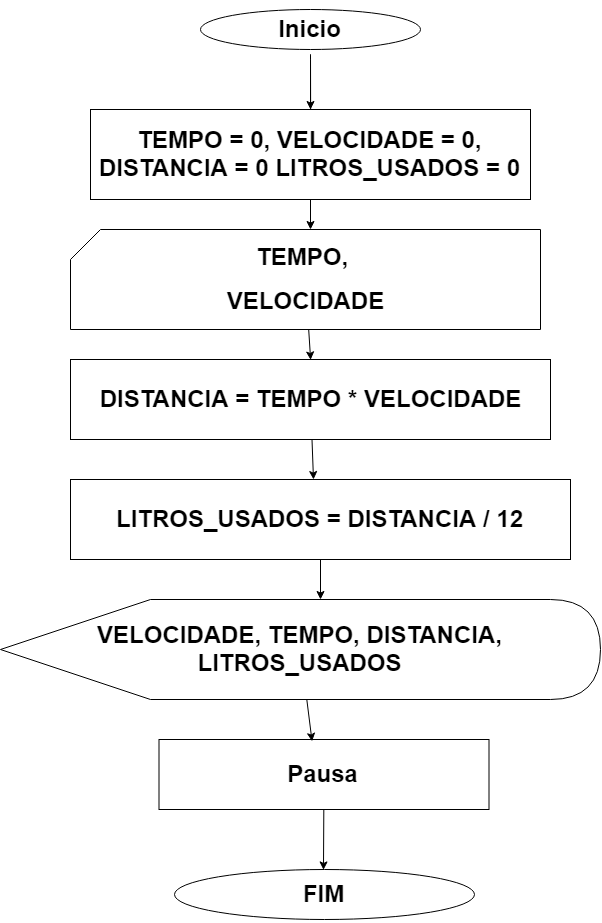 Inicio
TEMPO = 0, VELOCIDADE = 0,
DISTANCIA = 0 LITROS_USADOS = 0
TEMPO,
VELOCIDADE
DISTANCIA = TEMPO * VELOCIDADE
LITROS_USADOS = DISTANCIA / 12
VELOCIDADE, TEMPO, DISTANCIA,
LITROS_USADOS
Pausa
FIM